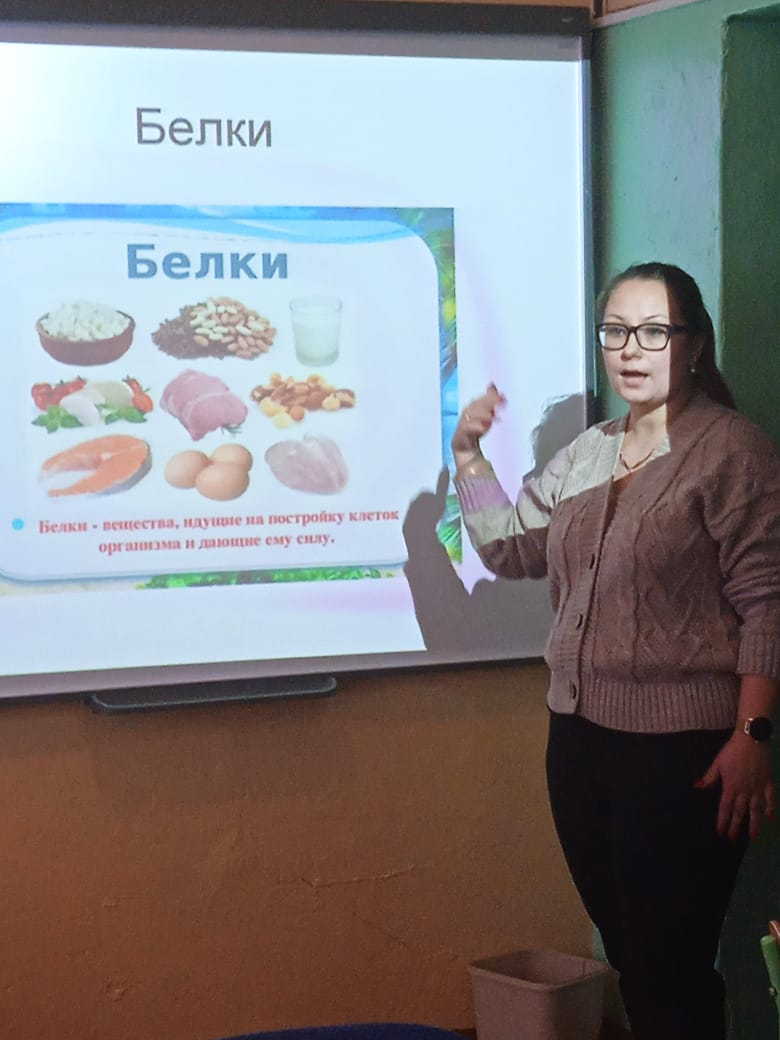 Белки
Белки
Белки - вещества, идущие на постройку клеток
организма и дающие ему силу.